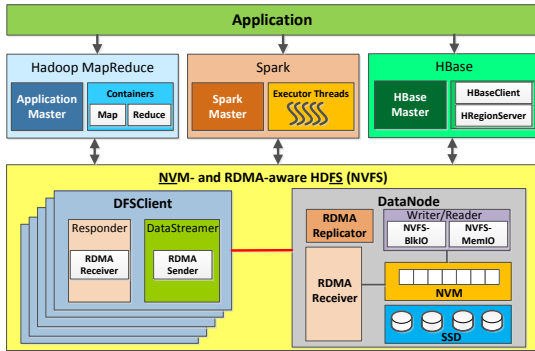 Application
Hadoop MapReduce
Application
Master
Containers
Map
Reduce
Spark
Spark
Master
Executor Threads
HBase
HBase
Master
HBaseClient
HRegionServer
NVM- and RDMA-aware HDFS (NVFS)
DFSClient
Responder
RDMA
Receiver
DataStreamer
RDMA
Sender
DataNode
RDMA
Replicator
Writer/Reader
NVFS-
BlkIO
NVFS-
MemIO
RDMA
Receiver
NVM
SSD